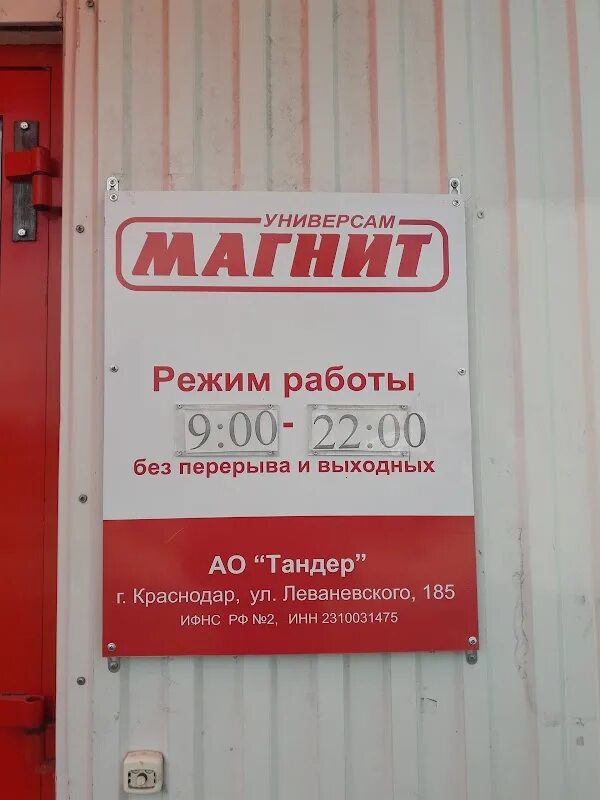 УНИВЕРСАМ
МАГНИТ
Режим работы
9:00 - 22:00
без перерыва и выходных
АО "Тандер"
г. Краснодар, ул. Леваневского, 185
ИФНС РФ №2, ИНН 2310031475